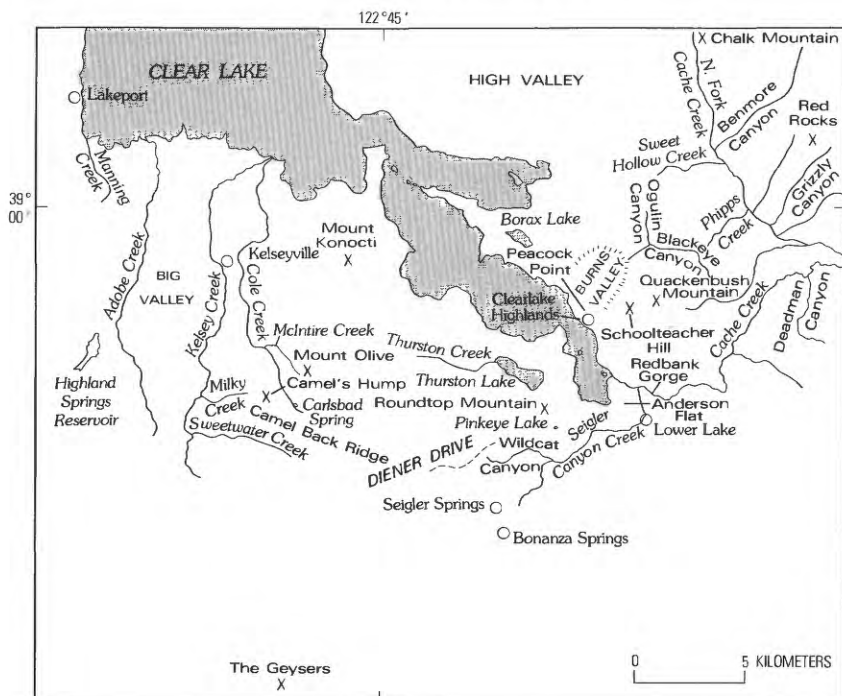 122°45′
CLEAR LAKE
Lakeport
HIGH VALLEY
Chalk Mountain
N. Fork
Cache Creek
Benmore
Canyon
Red
Rocks
Manning
Creek
Sweet
Hollow Creek
Grizzly
Canyon
39°
00′
Ogulin
Canyon
Phipps
Creek
Borax Lake
Mount
Konocti
Kelseyville
Adobe Creek
BIG
VALLEY
Kelsey Creek
Cole Creek
Peacock
Point
BURNS
VALLEY
Blackeye
Canyon
Quackenbush
Mountain
Clearlake
Highlands
Schoolteacher
Hill
Cache Creek
Deadman
Canyon
McIntire Creek
Mount Olive
Thurston Creek
Thurston Lake
Redbank
Gorge
Highland
Springs
Reservoir
Milky
Creek
Camel's Hump
Carlsbad
Spring
Roundtop Mountain
Anderson
Flat
Lower Lake
Camel Back Ridge
Sweetwater Creek
Pinkeye Lake
Seigler
Canyon Creek
DIENER DRIVE
Wildcat
Canyon
Seigler Springs
Bonanza Springs
The Geysers
0 5 KILOMETERS